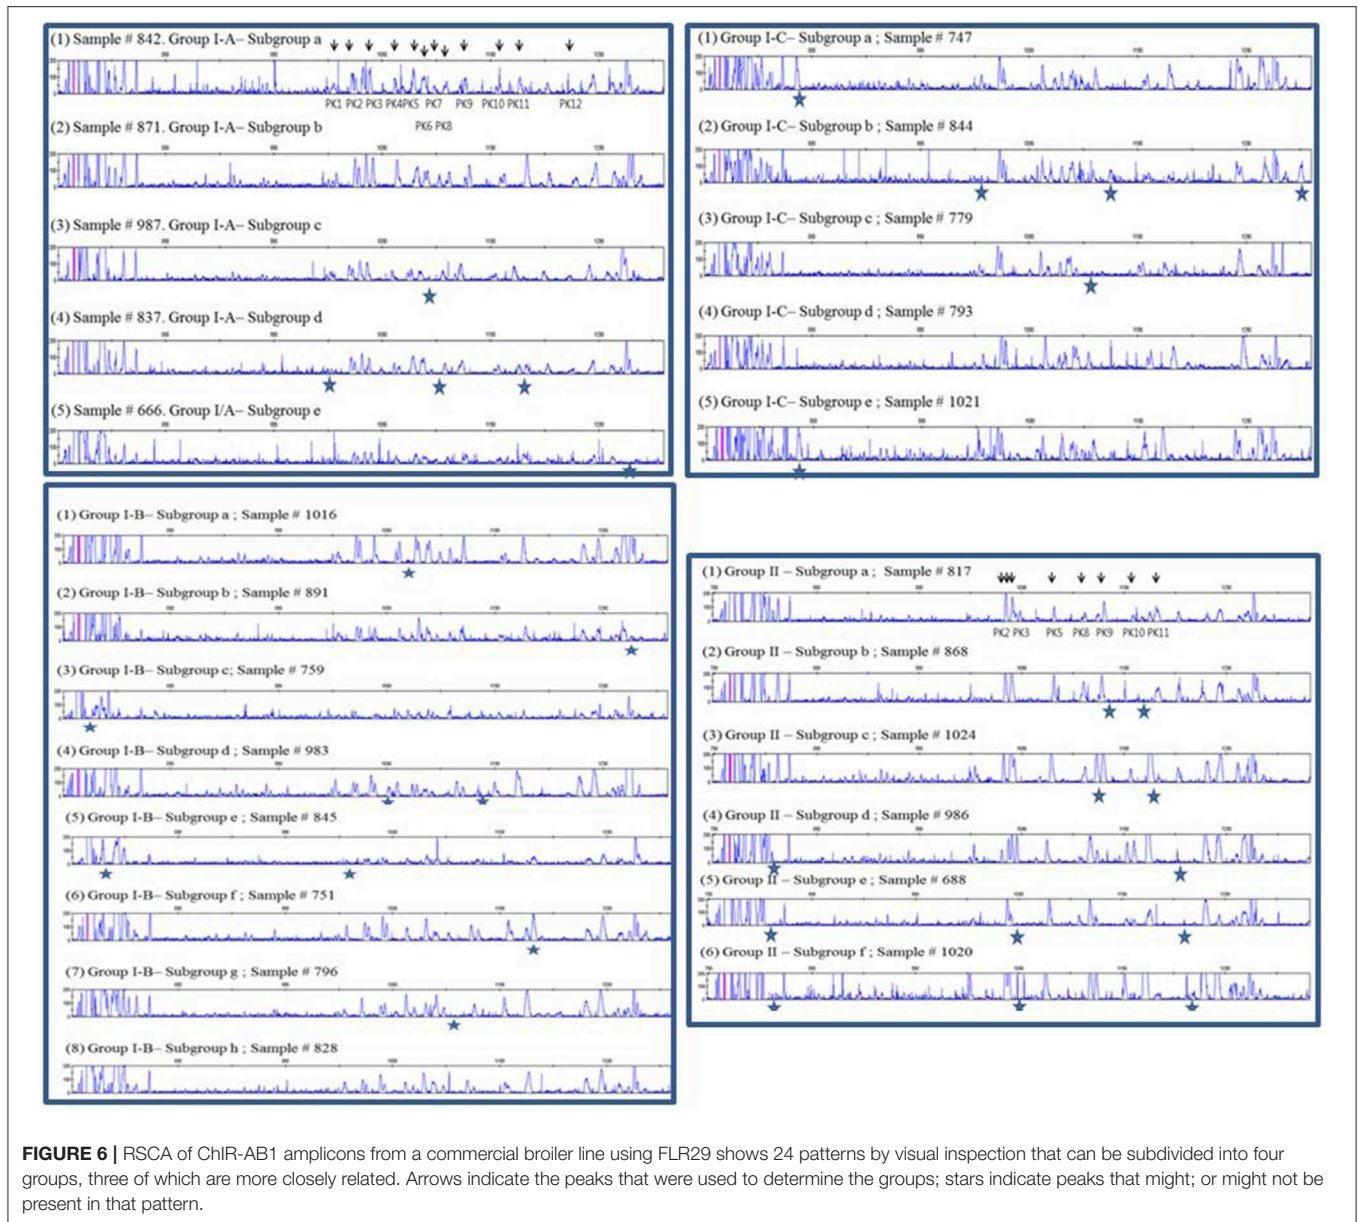 (1) Sample # 842. Group I-A– Subgroup a
PK1 PK2 PK3 PK4 PK5 PK7 PK9 PK10 PK11 PK12
PK6 PK8
(2) Sample # 871. Group I-A– Subgroup b
(3) Sample # 987. Group I-A– Subgroup c
(4) Sample # 837. Group I-A– Subgroup d
(5) Sample # 666. Group I/A– Subgroup e
(1) Group I-C– Subgroup a ; Sample # 747
(2) Group I-C– Subgroup b ; Sample # 844
(3) Group I-C– Subgroup c ; Sample # 779
(4) Group I-C– Subgroup d ; Sample # 793
(5) Group I-C– Subgroup e ; Sample # 1021
(1) Group I-B– Subgroup a ; Sample # 1016
(2) Group I-B– Subgroup b ; Sample # 891
(3) Group I-B– Subgroup c; Sample # 759
(4) Group I-B– Subgroup d ; Sample # 983
(5) Group I-B– Subgroup e ; Sample # 845
(6) Group I-B– Subgroup f ; Sample # 751
(7) Group I-B– Subgroup g ; Sample # 796
(8) Group I-B– Subgroup h ; Sample # 828
(1) Group II – Subgroup a ; Sample # 817
PK2 PK3 PK5 PK8 PK9 PK10 PK11
(2) Group II – Subgroup b ; Sample # 868
(3) Group II – Subgroup c ; Sample # 1024
(4) Group II – Subgroup d ; Sample # 986
(5) Group II – Subgroup e ; Sample # 688
(6) Group II – Subgroup f ; Sample # 1020
FIGURE 6 | RSCA of ChIR-AB1 amplicons from a commercial broiler line using FLR29 shows 24 patterns by visual inspection that can be subdivided into four
groups, three of which are more closely related. Arrows indicate the peaks that were used to determine the groups; stars indicate peaks that might; or might not be
present in that pattern.